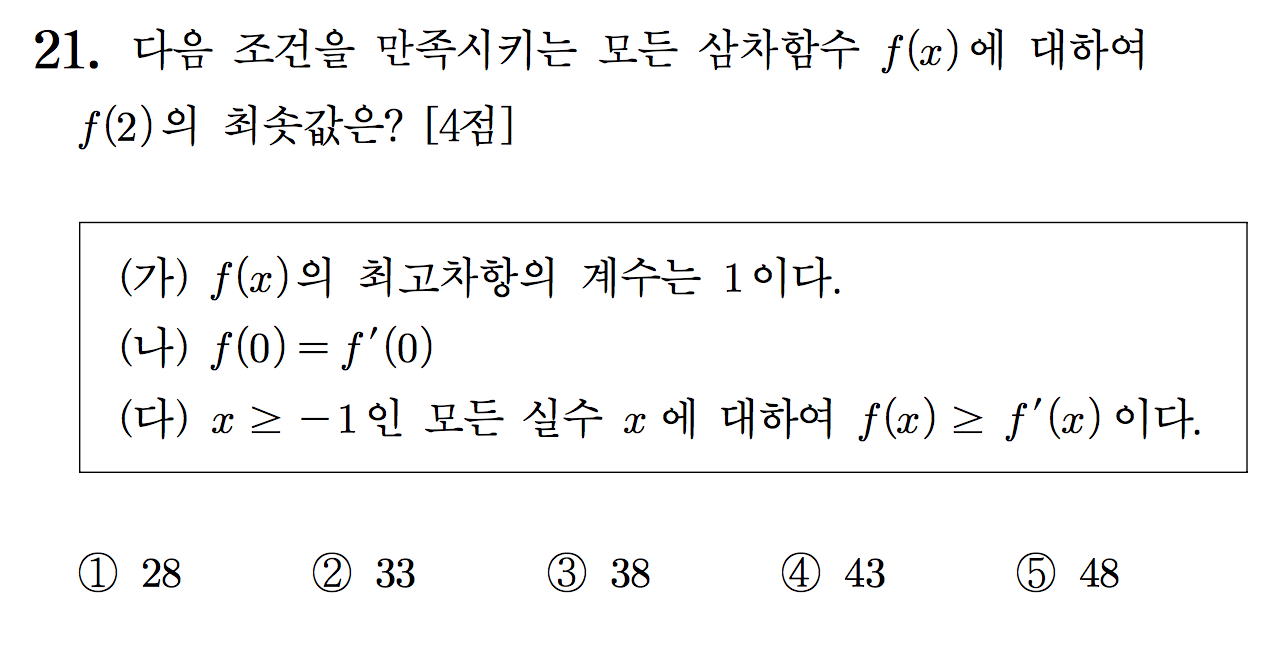 21. 다음 조건을 만족시키는 모든 삼차함수 f(x)에 대하여
f(2)의 최솟값은? [4점]
(가) f(x)의 최고차항의 계수는 1이다.
(나) f(0)=f′(0)
(다) x ≥ −1인 모든 실수 x에 대하여 f(x) ≥ f′(x)이다.
① 28 ② 33 ③ 38 ④ 43 ⑤ 48